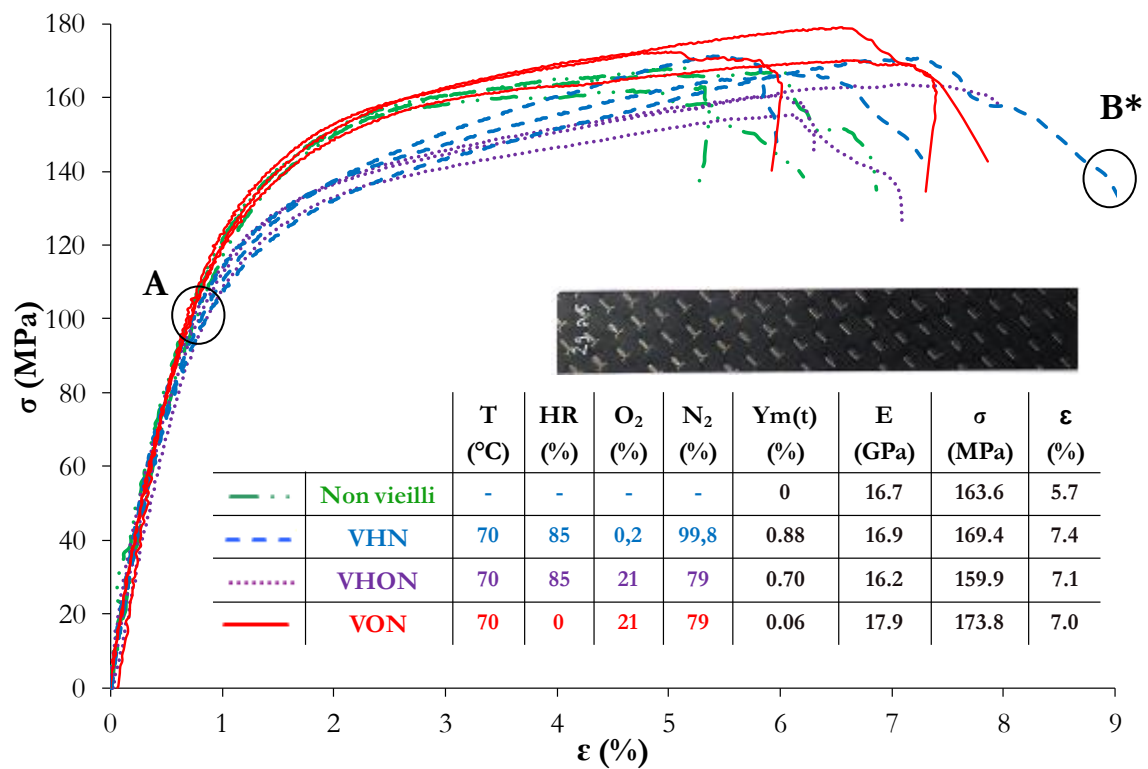 180
160
140
120
100
80
60
40
20
0
σ (MPa)
A
B*
T HR O₂ N₂ Ym(t) E σ ε
(°C) (%) (%) (%) (%) (GPa) (MPa) (%)
Non vieilli - - - - 0 16.7 163.6 5.7
VHN 70 85 0,2 99,8 0.88 16.9 169.4 7.4
VHON 70 85 21 79 0.70 16.2 159.9 7.1
VON 70 0 21 79 0.06 17.9 173.8 7.0
0 1 2 3 4 5 6 7 8 9
ε (%)